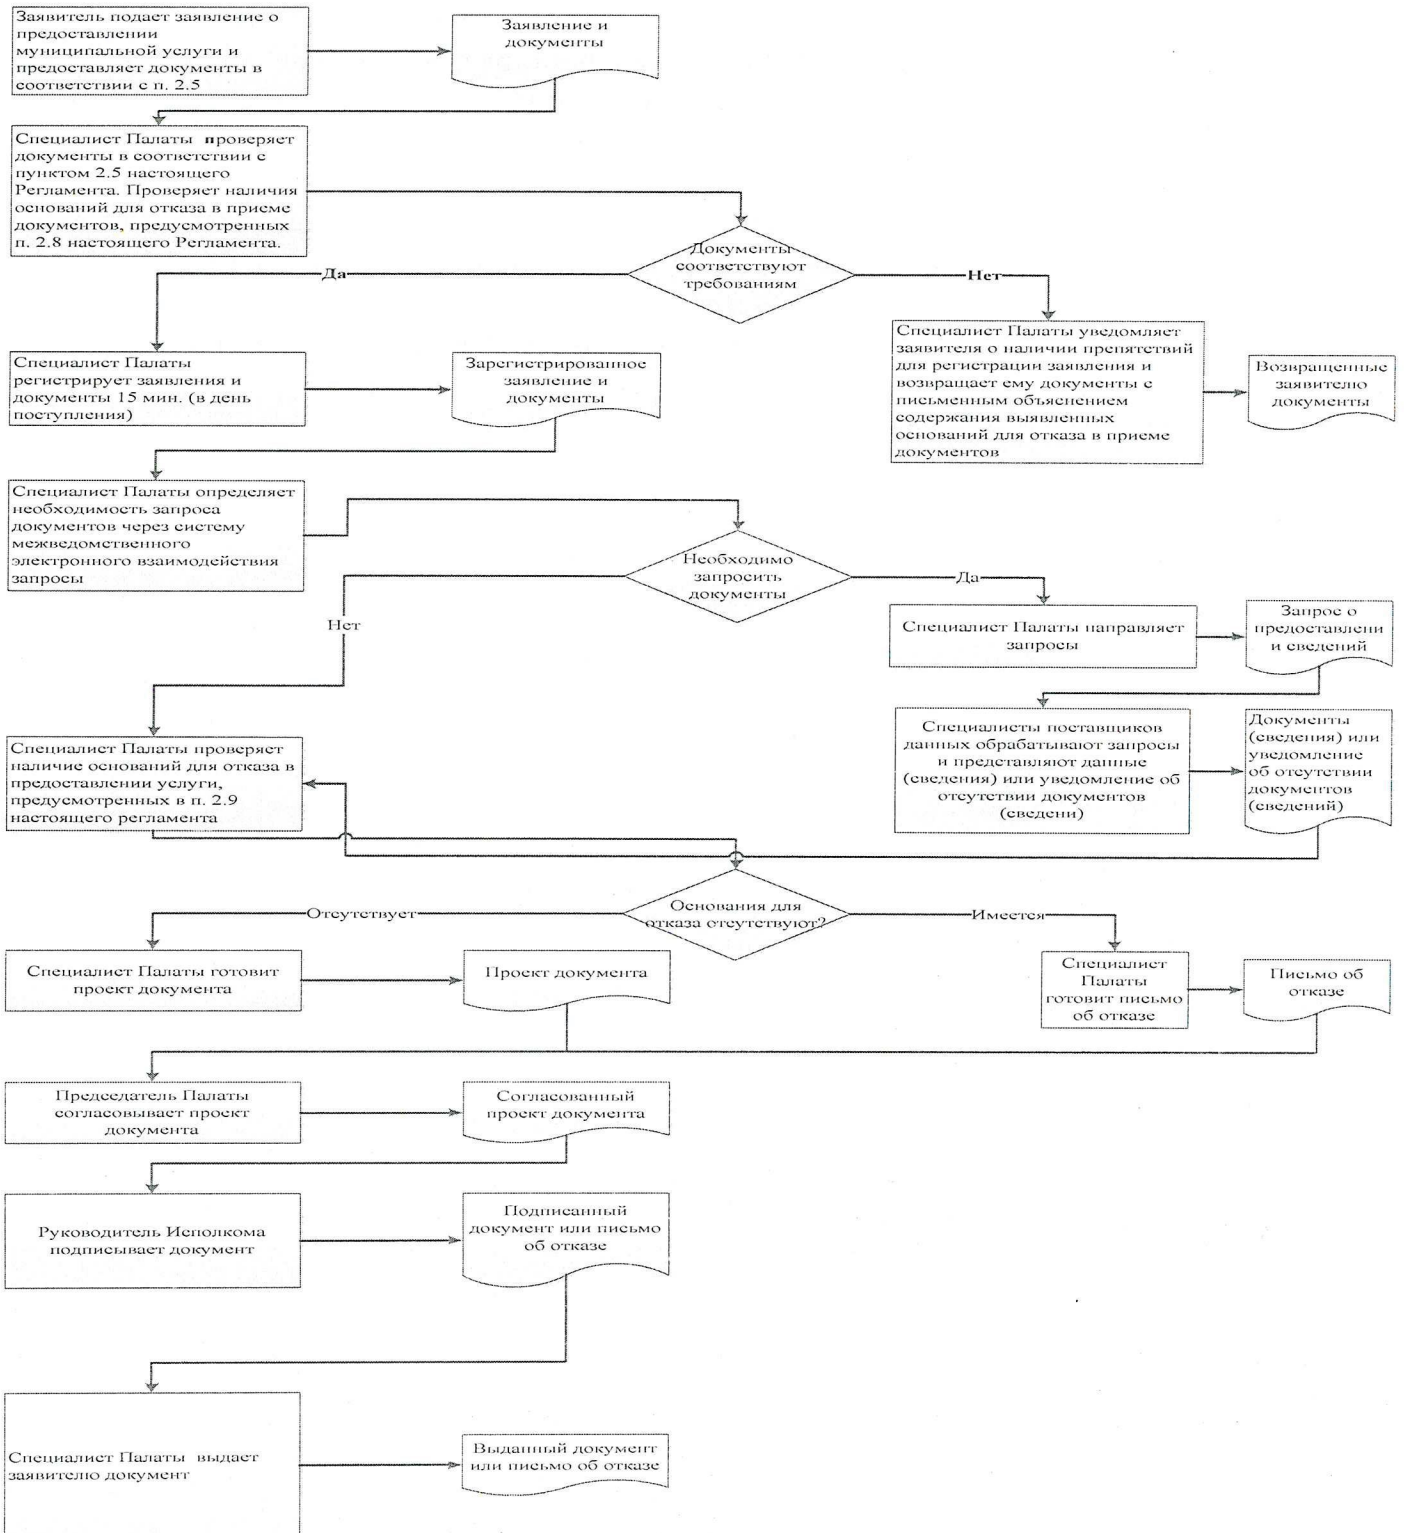 Заявитель подает заявление о
предоставлении
муниципальной услуги и
предоставляет документы в
соответствии с п. 2.5
Заявление и
документы
Специалист Палаты проверяет
документы в соответствии с
пунктом 2.5 настоящего
Регламента. Проверяет наличия
оснований для отказа в приеме
документов, предусмотренных
п. 2.8 настоящего Регламента.
Документы
соответствуют
требованиям
Да
Нет
Специалист Палаты
регистрирует заявления и
документы 15 мин. (в день
поступления)
Зарегистрированное
заявление и
документы
Специалист Палаты уведомляет
заявителя о наличии препятствий
для регистрации заявления и
возвращает ему документы с
письменным объяснением
содержания выявленных
оснований для отказа в приеме
документов
Возвращенные
заявителю
документы
Специалист Палаты определяет
необходимость запроса
документов через систему
межведомственного
электронного взаимодействия
запросы
Необходимо
запросить
документы
Да
Нет
Специалист Палаты направляет
запросы
Запрос о
предоставлени
и сведений
Специалисты поставщиков
данных обрабатывают запросы
и представляют данные
(сведения) или уведомление об
отсутствии документов
(сведени)
Документы
(сведения) или
уведомление
об отсутствии
документов
(сведений)
Специалист Палаты проверяет
наличие оснований для отказа в
предоставлении услуги,
предусмотренных в п. 2.9
настоящего регламента
Основания для
отказа отсутствуют?
Отсутствует
Имеется
Специалист Палаты готовит
проект документа
Проект документа
Специалист
Палаты
готовит письмо
об отказе
Письмо об
отказе
Председатель Палаты
согласовывает проект
документа
Согласованный
проект документа
Руководитель Исполкома
подписывает документ
Подписанный
документ или письмо
об отказе
Специалист Палаты выдает
заявителю документ
Выданный документ
или письмо об отказе